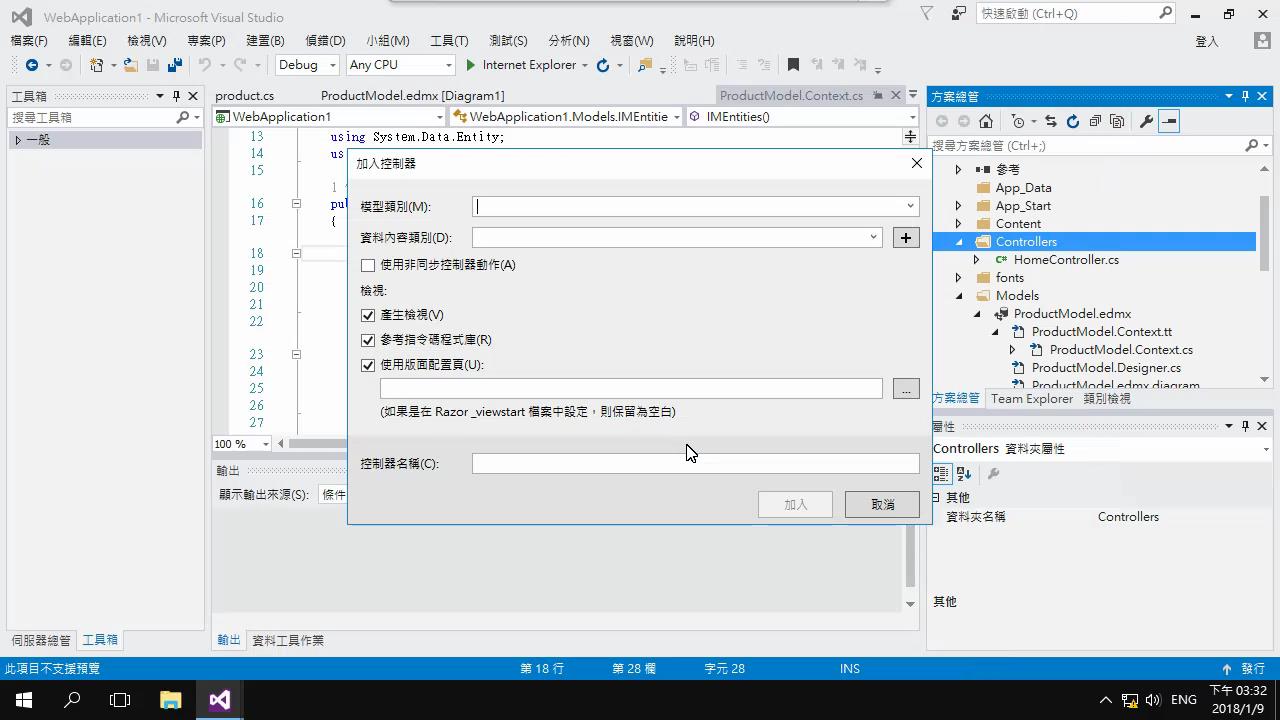 WebApplication1 - Microsoft Visual Studio
快速啟動 (Ctrl+Q)
檔案(F) 編輯(E) 檢視(V) 專案(P) 建置(B) 偵錯(D) 小組(M) 工具(T) 測試(S) 分析(N) 視窗(W) 說明(H)
登入
Debug Any CPU Internet Explorer
工具箱
product.cs ProductModel.edmx [Diagram1] ProductModel.Context.cs
方案總管
搜尋工具箱
WebApplication1 WebApplication1.Models.IMEntitie IMEntities()
一般
搜尋方案總管 (Ctrl+;)
13 using System.Data.Entity;
14 us
15
16 pu
17 {
18
19
20
21
22
23
24
25
26
27
加入控制器
模型類別(M):
資料內容類別(D):
使用非同步控制器動作(A)
檢視:
產生檢視(V)
參考指令碼程式庫(R)
使用版面配置頁(U):
...
(如果是在 Razor _viewstart 檔案中設定，則保留為空白)
控制器名稱(C):
加入 取消
參考
App_Data
App_Start
Content
Controllers
C# HomeController.cs
fonts
Models
ProductModel.edmx
ProductModel.Context.tt
ProductModel.Context.cs
ProductModel.Designer.cs
ProductModel.edmx.diagram
方案總管 Team Explorer 類別檢視
屬性
Controllers 資料夾屬性
其他
資料夾名稱 Controllers
其他
100 %
輸出
顯示輸出來源(S): 條件
伺服器總管 工具箱
輸出 資料工具作業
此項目不支援預覽 第 18 行 第 28 欄 字元 28 INS 發行
ENG
下午 03:32
2018/1/9